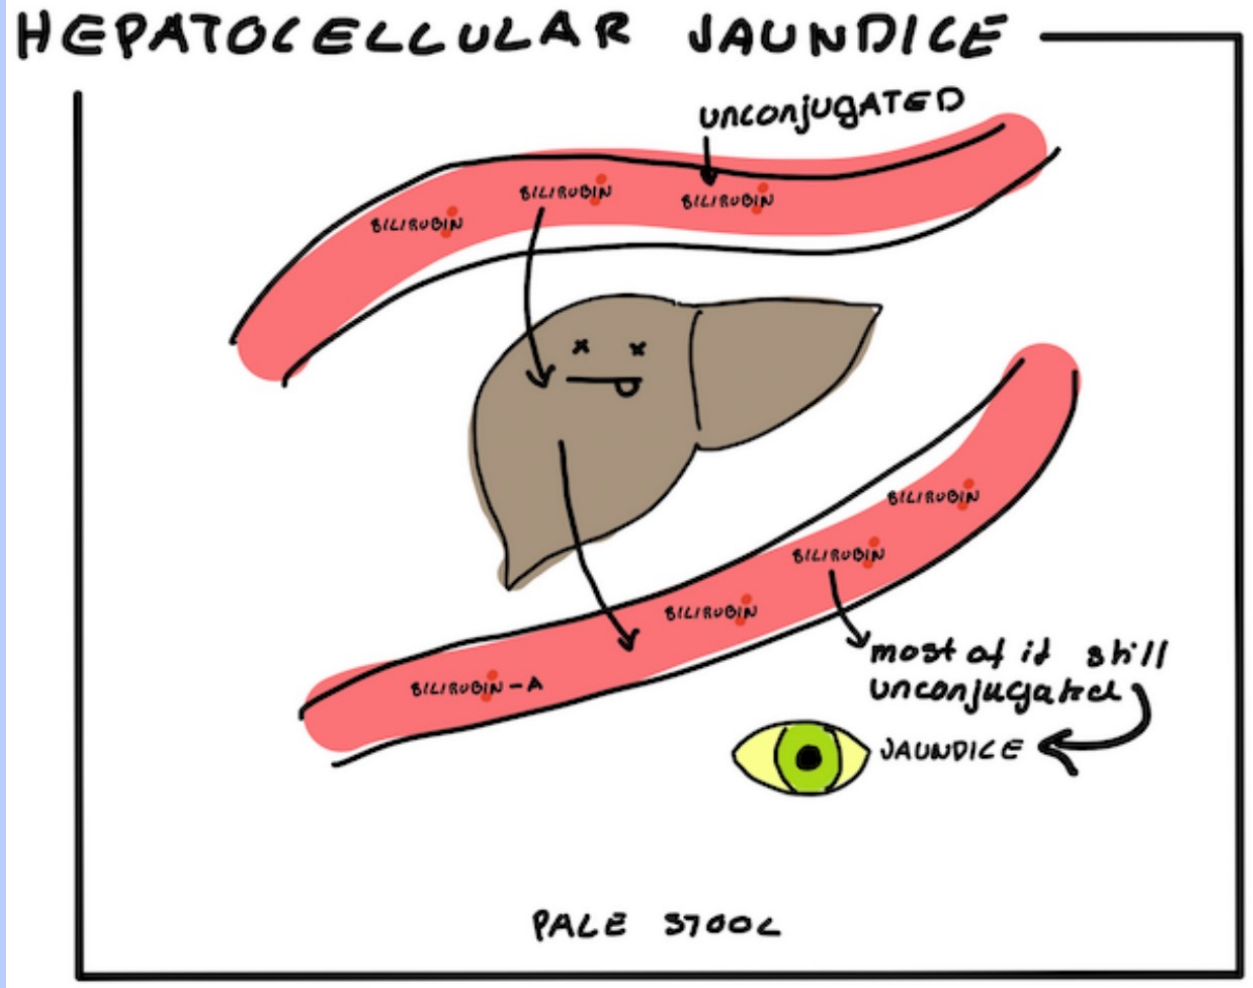 HEPATOCELLULAR JAUNDICE
unconjugATED
BILIRUBIN
BILIRUBIN
BILIRUBIN
BILIRUBIN
BILIRUBIN
BILIRUBIN
BILIRUBIN-A
most of it still
unconjugated
JAUNDICE
PALE STOOL